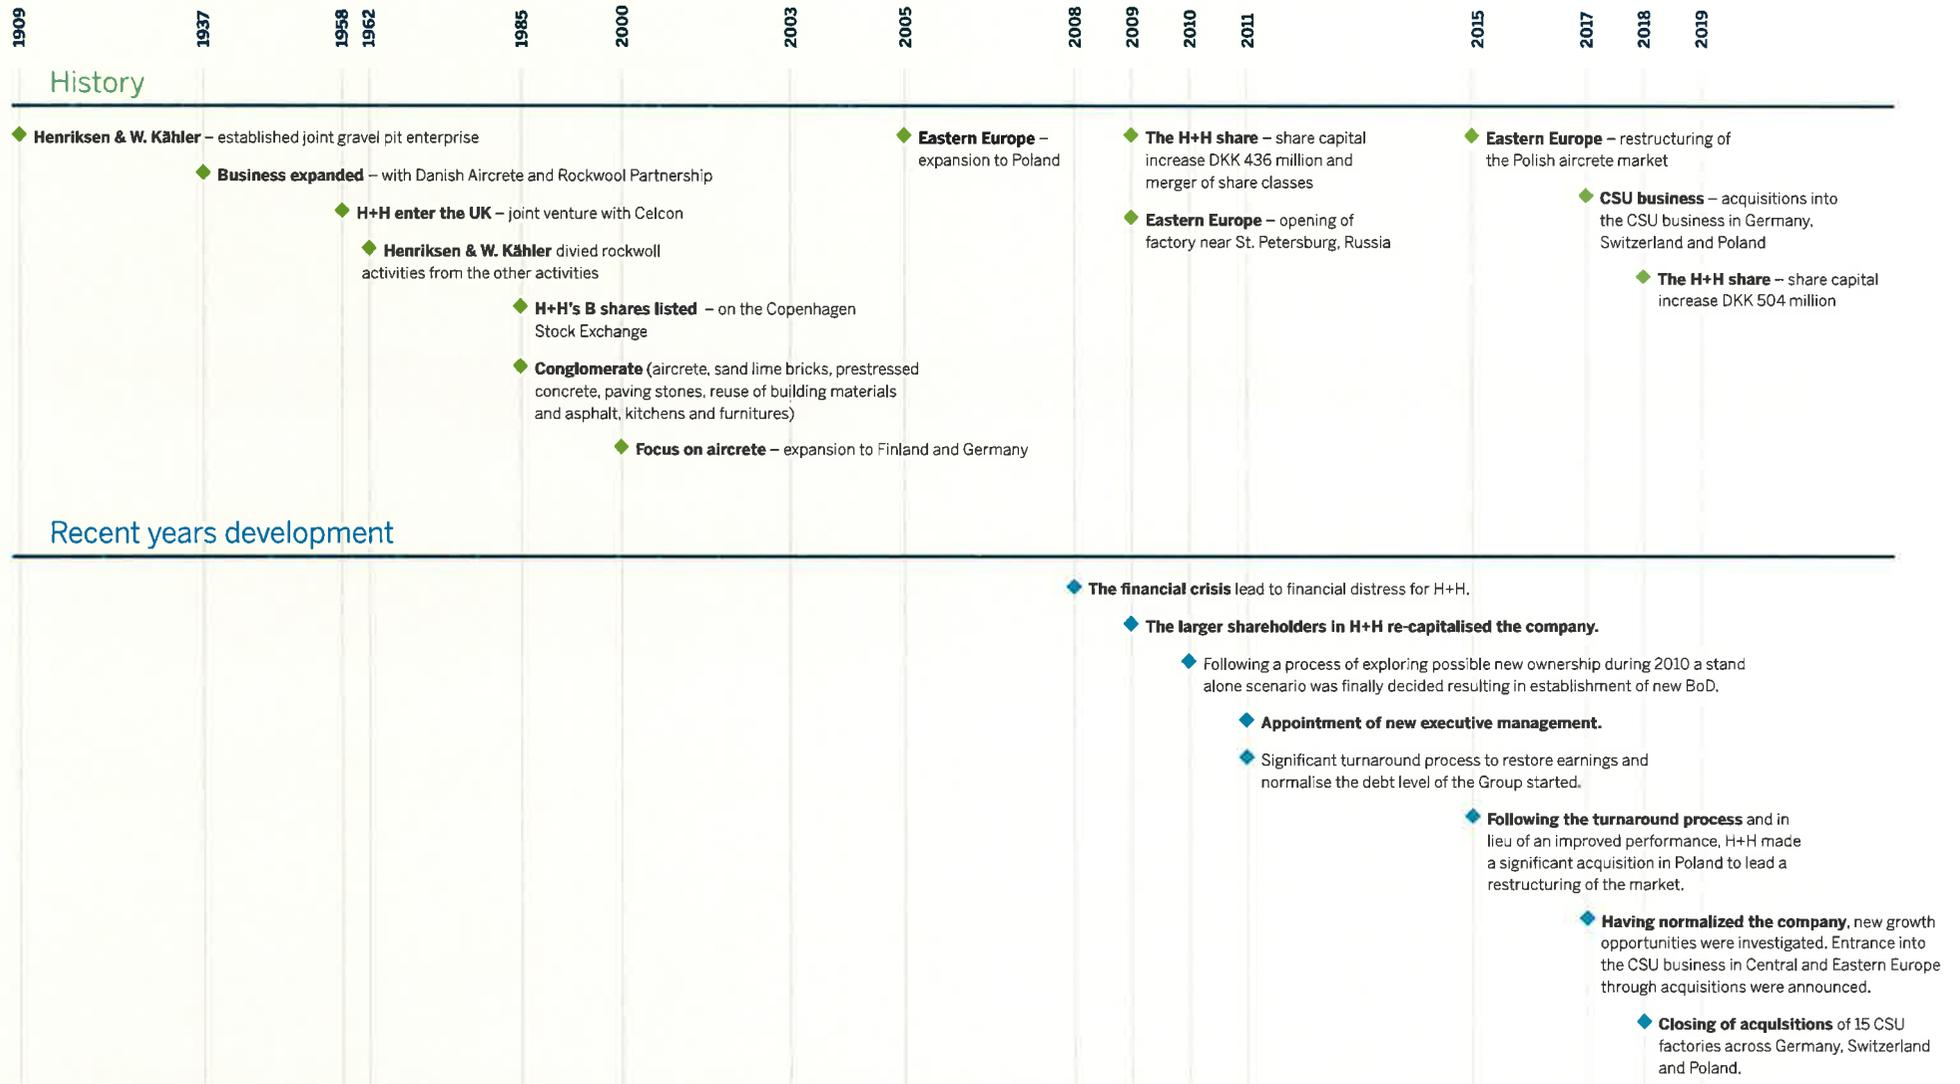 1909
1937
1958
1962
1985
2000
2003
2005
2008
2009
2010
2011
2015
2017
2018
2019
History
Henriksen & W. Kähler – established joint gravel pit enterprise
Business expanded – with Danish Aircrete and Rockwool Partnership
H+H enter the UK – joint venture with Celcon
Henriksen & W. Kähler divied rockwoll
activities from the other activities
H+H's B shares listed – on the Copenhagen
Stock Exchange
Conglomerate (aircrete, sand lime bricks, prestressed
concrete, paving stones, reuse of building materials
and asphalt, kitchens and furnitures)
Focus on aircrete – expansion to Finland and Germany
Eastern Europe –
expansion to Poland
The H+H share – share capital
increase DKK 436 million and
merger of share classes
Eastern Europe – opening of
factory near St. Petersburg, Russia
Eastern Europe – restructuring of
the Polish aircrete market
CSU business – acquisitions into
the CSU business in Germany,
Switzerland and Poland
The H+H share – share capital
increase DKK 504 million
Recent years development
The financial crisis lead to financial distress for H+H.
The larger shareholders in H+H re-capitalised the company.
Following a process of exploring possible new ownership during 2010 a stand
alone scenario was finally decided resulting in establishment of new BoD.
Appointment of new executive management.
Significant turnaround process to restore earnings and
normalise the debt level of the Group started.
Following the turnaround process and in
lieu of an improved performance, H+H made
a significant acquisition in Poland to lead a
restructuring of the market.
Having normalized the company, new growth
opportunities were investigated. Entrance into
the CSU business in Central and Eastern Europe
through acquisitions were announced.
Closing of acquisitions of 15 CSU
factories across Germany, Switzerland
and Poland.